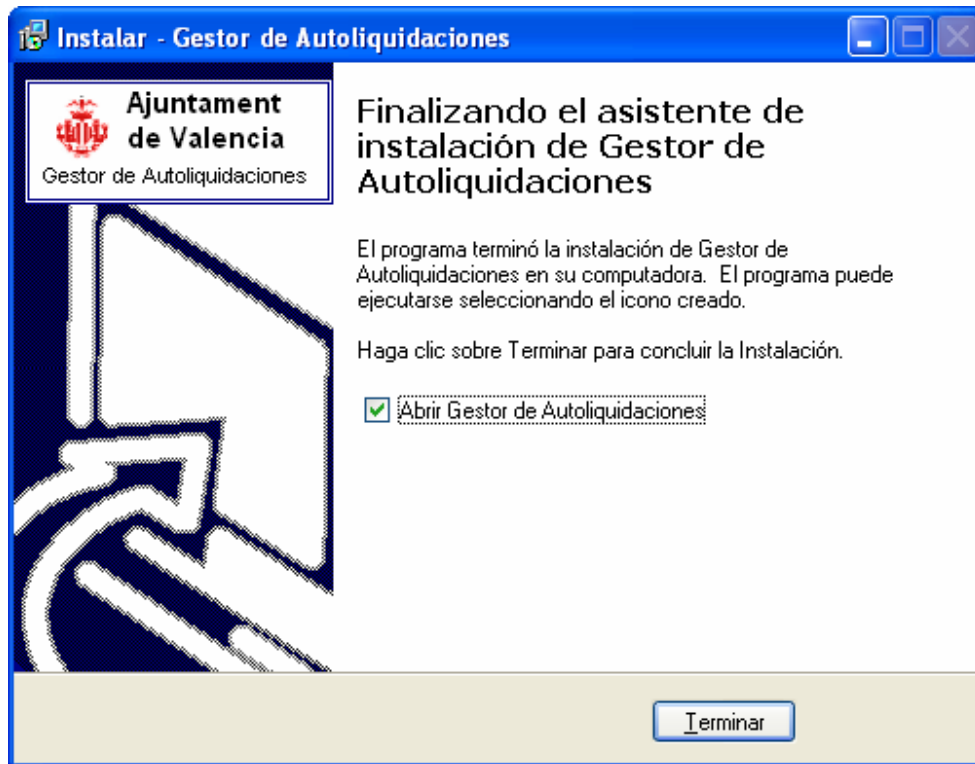 Instalar - Gestor de Autoliquidaciones
Ajuntament
de Valencia
Gestor de Autoliquidaciones
Finalizando el asistente de
instalación de Gestor de
Autoliquidaciones
El programa terminó la instalación de Gestor de
Autoliquidaciones en su computadora.  El programa puede
ejecutarse seleccionando el icono creado.
Haga clic sobre Terminar para concluir la Instalación.
Abrir Gestor de Autoliquidaciones
Terminar